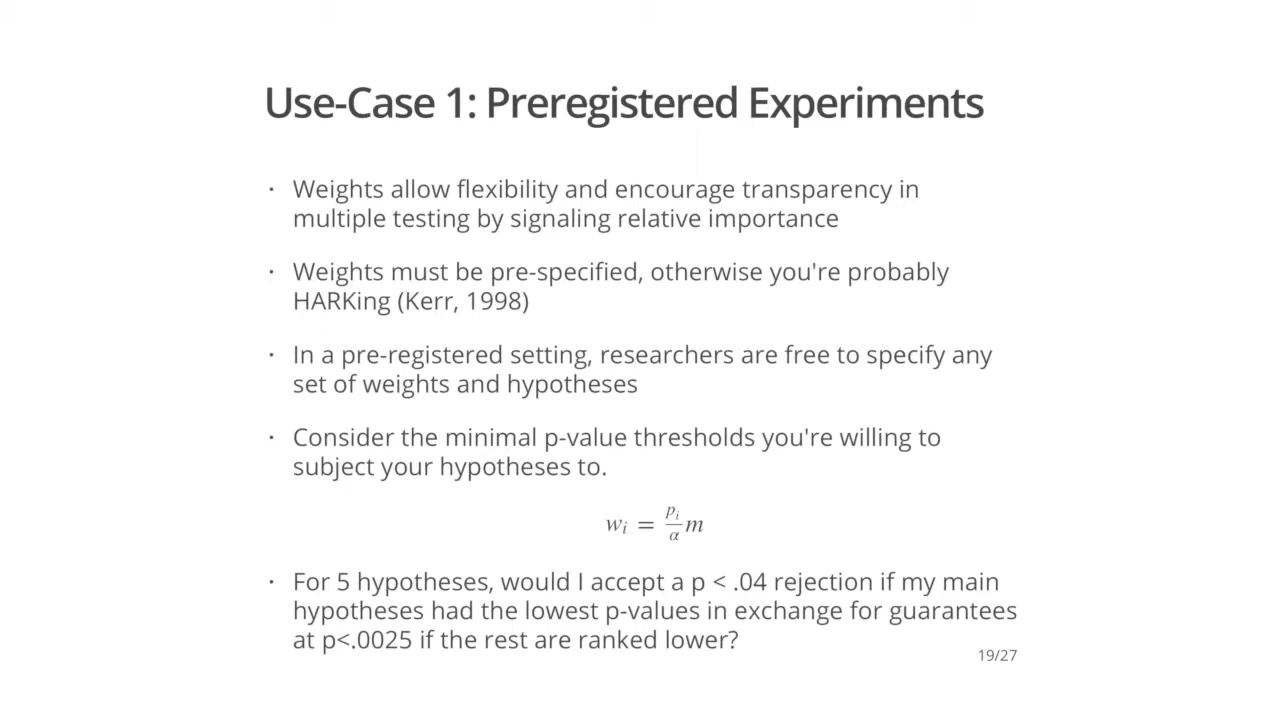 Use-Case 1: Preregistered Experiments
· Weights allow flexibility and encourage transparency in
multiple testing by signaling relative importance
· Weights must be pre-specified, otherwise you're probably
HARKing (Kerr, 1998)
· In a pre-registered setting, researchers are free to specify any
set of weights and hypotheses
· Consider the minimal p-value thresholds you're willing to
subject your hypotheses to.
wᵢ = pᵢ/α m
· For 5 hypotheses, would I accept a p < .04 rejection if my main
hypotheses had the lowest p-values in exchange for guarantees
at p<.0025 if the rest are ranked lower?
19/27